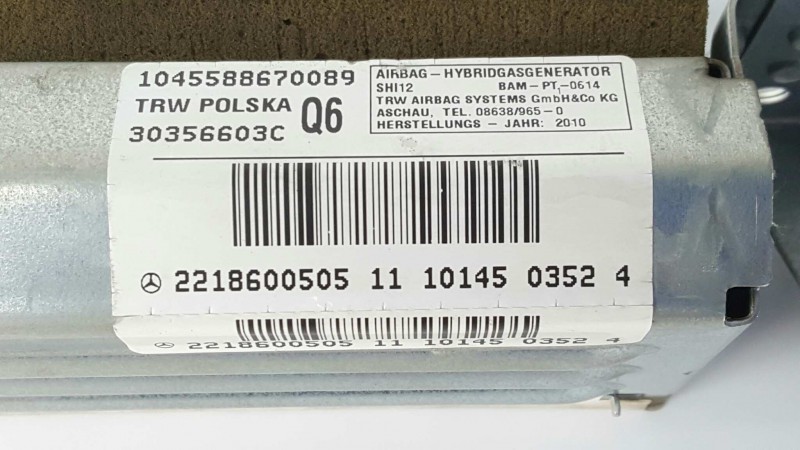 1045588670089
TRW POLSKA Q6
30356603C
AIRBAG – HYBRIDGASGENERATOR
SHI12 BAM – PT – 0614
TRW AIRBAG SYSTEMS GmbH&Co KG
ASCHAU, TEL. 08638/965–0
HERSTELLUNGS – JAHR: 2010
2218600505 11 10145 0352 4
2218600505 11 10145 0352 4